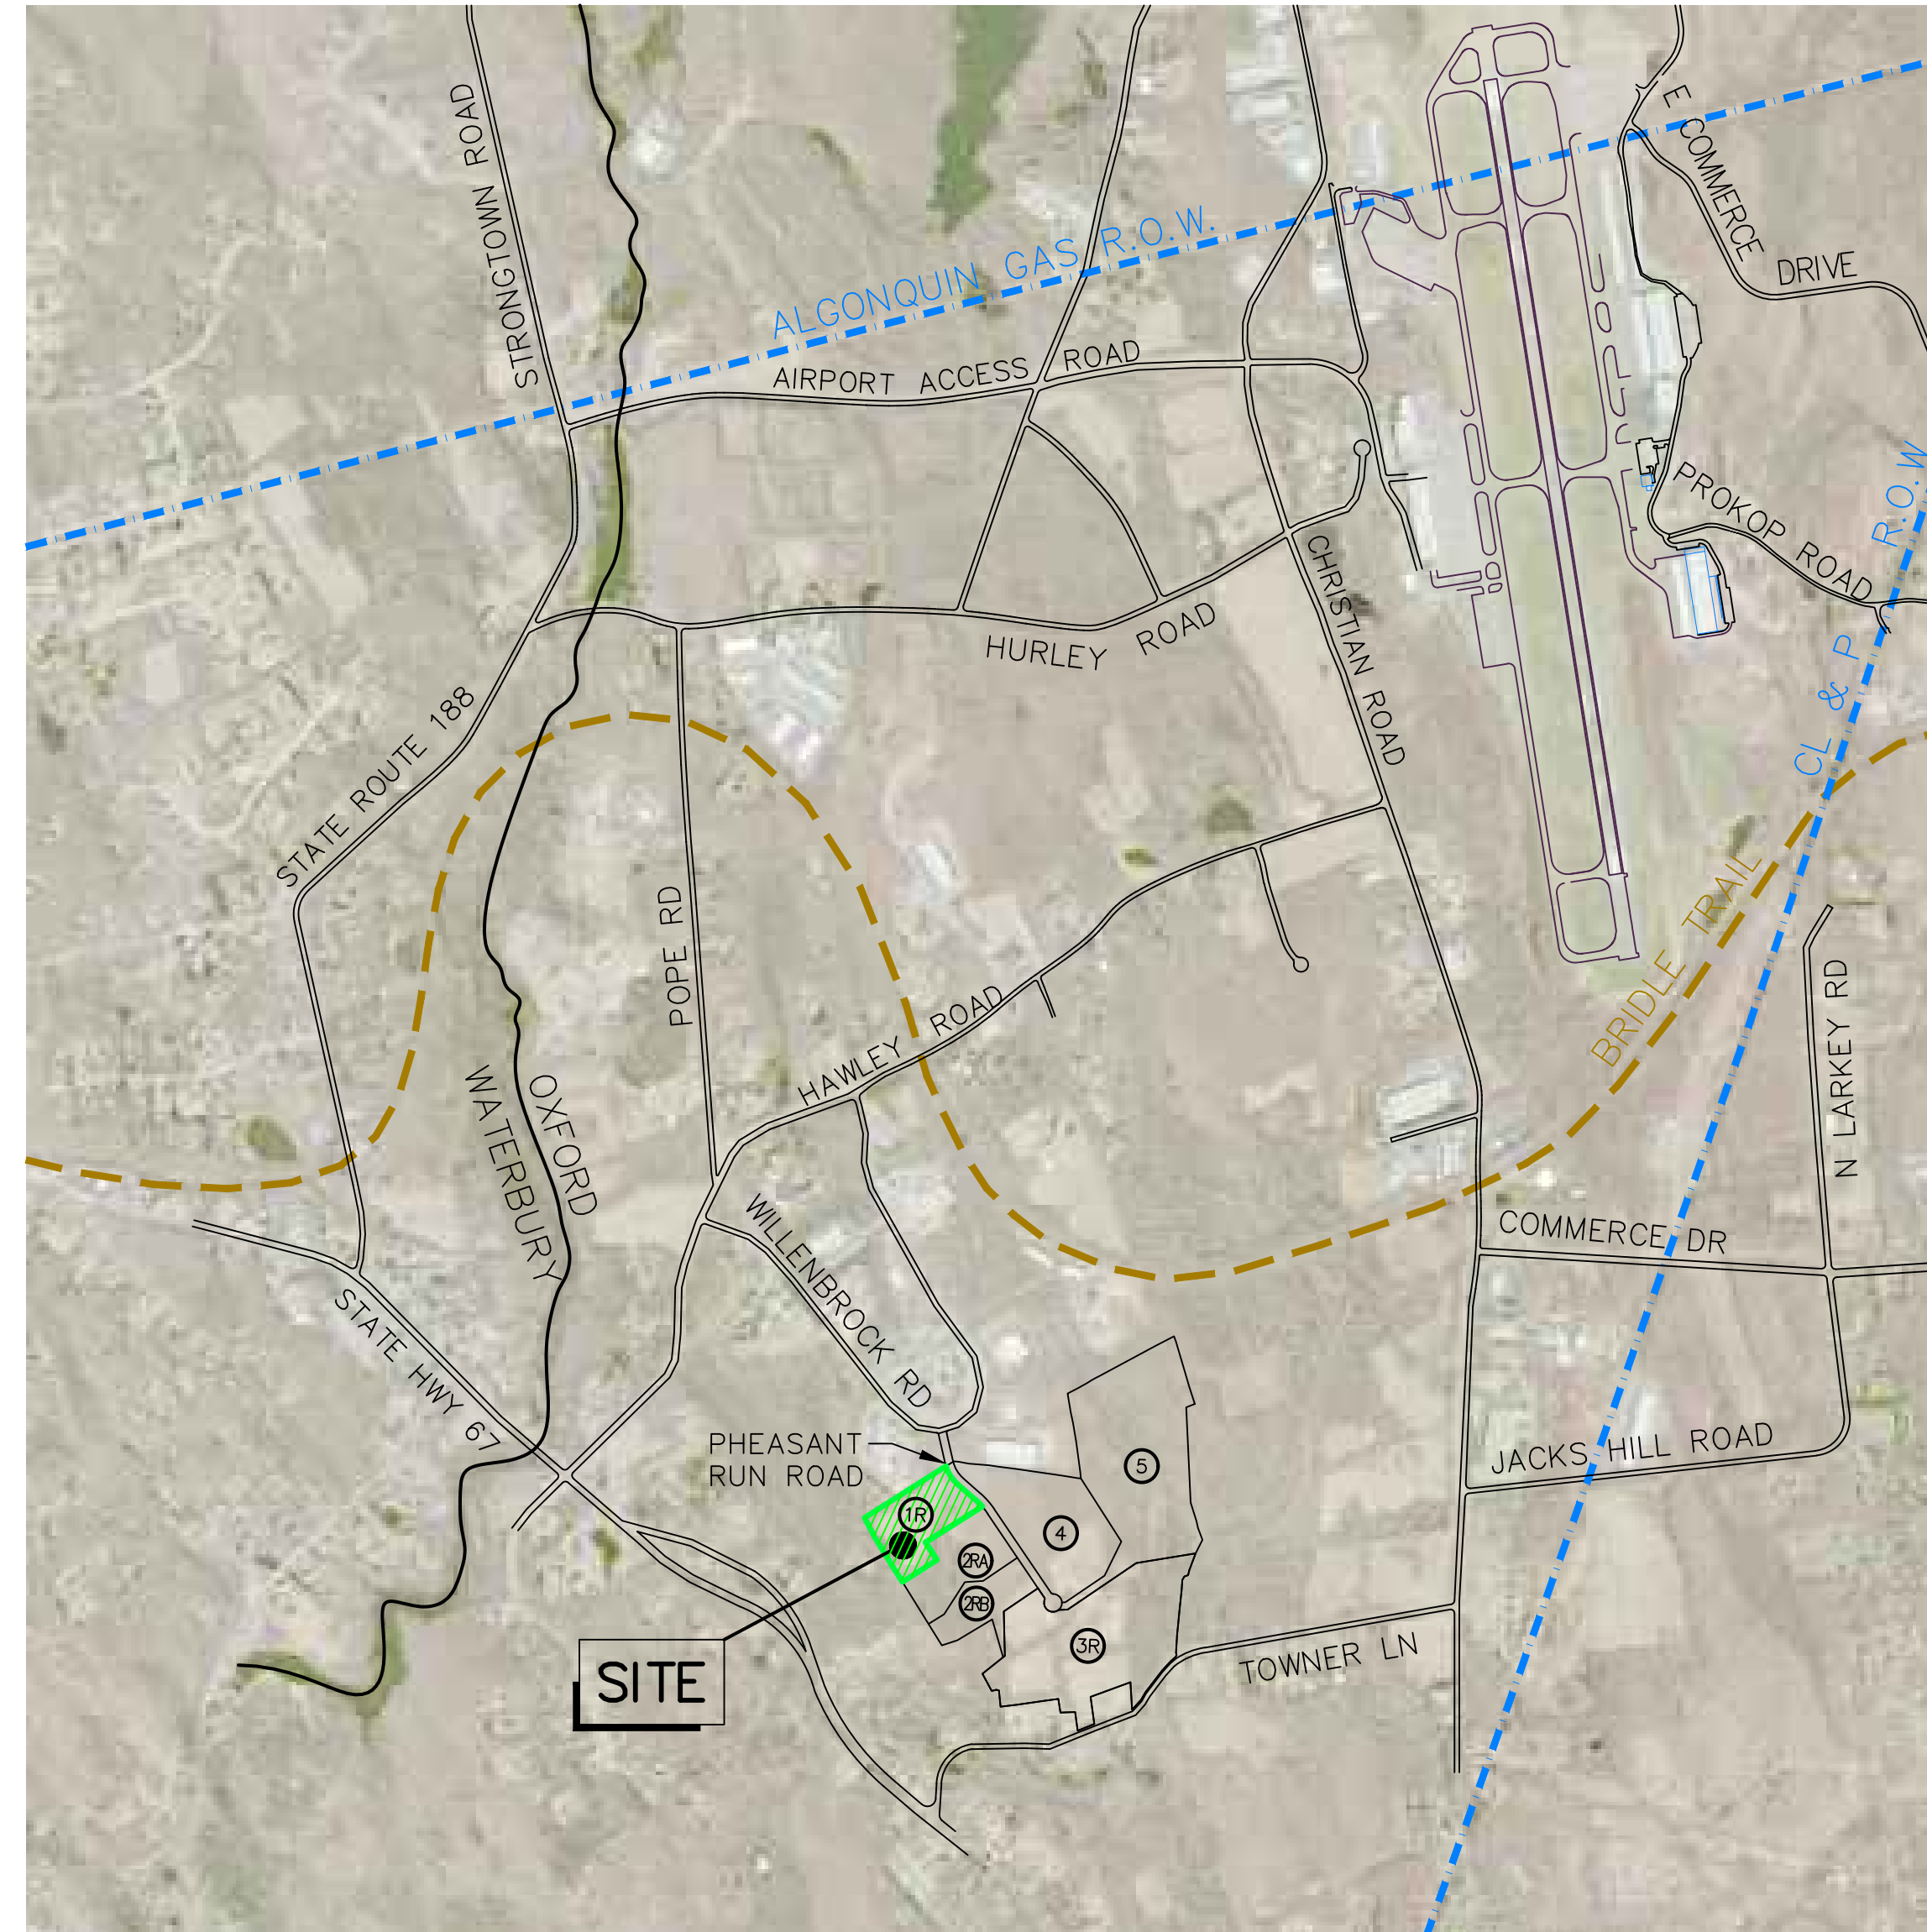 STRONGTOWN ROAD
E COMMERCE DRIVE
ALGONQUIN GAS R.O.W.
AIRPORT ACCESS ROAD
PROKOP ROAD
CL & P R.O.W
CHRISTIAN ROAD
HURLEY ROAD
STATE ROUTE 188
POPE RD
BRIDLE TRAIL
N LARKEY RD
HAWLEY ROAD
OXFORD
WATERBURY
WILLENBROCK RD
COMMERCE DR
STATE HWY 67
PHEASANT
RUN ROAD
JACKS HILL ROAD
5
1R
4
2RA
2RB
3R
TOWNER LN
SITE